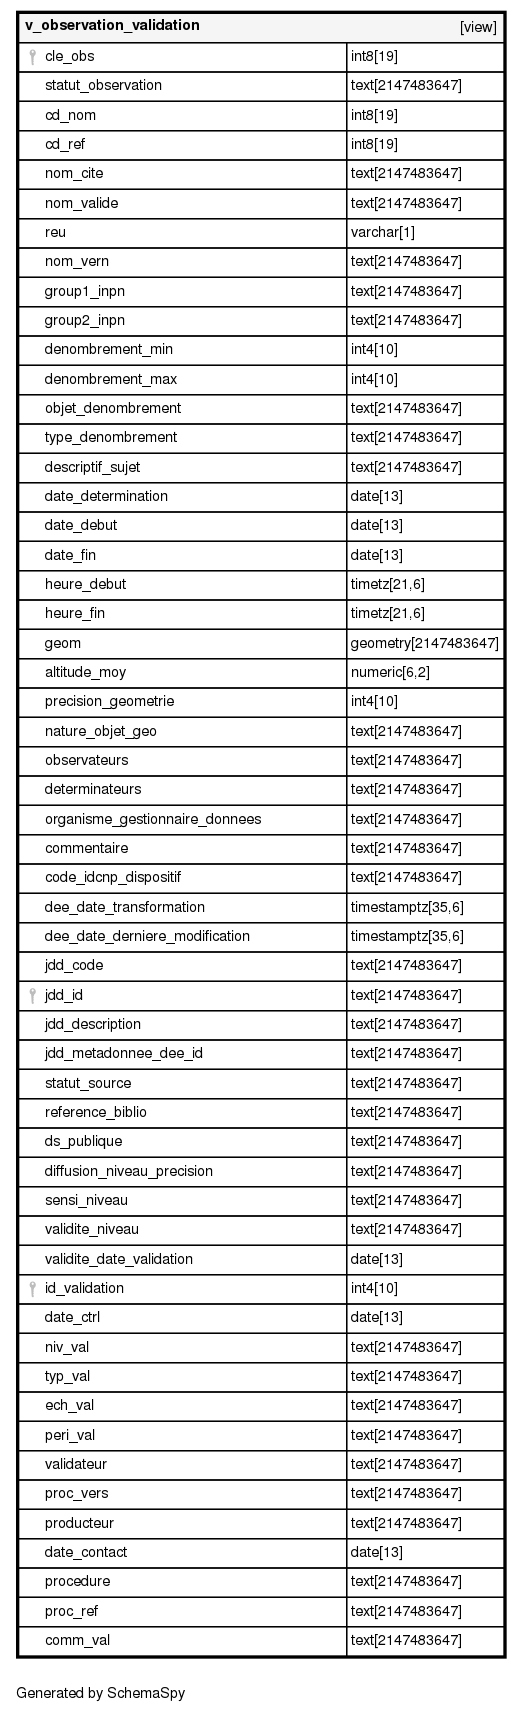 v_observation_validation [view]
cle_obs int8[19]
statut_observation text[2147483647]
cd_nom int8[19]
cd_ref int8[19]
nom_cite text[2147483647]
nom_valide text[2147483647]
reu varchar[1]
nom_vern text[2147483647]
group1_inpn text[2147483647]
group2_inpn text[2147483647]
denombrement_min int4[10]
denombrement_max int4[10]
objet_denombrement text[2147483647]
type_denombrement text[2147483647]
descriptif_sujet text[2147483647]
date_determination date[13]
date_debut date[13]
date_fin date[13]
heure_debut timetz[21,6]
heure_fin timetz[21,6]
geom geometry[2147483647]
altitude_moy numeric[6,2]
precision_geometrie int4[10]
nature_objet_geo text[2147483647]
observateurs text[2147483647]
determinateurs text[2147483647]
organisme_gestionnaire_donnees text[2147483647]
commentaire text[2147483647]
code_idcnp_dispositif text[2147483647]
dee_date_transformation timestamptz[35,6]
dee_date_derniere_modification timestamptz[35,6]
jdd_code text[2147483647]
jdd_id text[2147483647]
jdd_description text[2147483647]
jdd_metadonnee_dee_id text[2147483647]
statut_source text[2147483647]
reference_biblio text[2147483647]
ds_publique text[2147483647]
diffusion_niveau_precision text[2147483647]
sensi_niveau text[2147483647]
validite_niveau text[2147483647]
validite_date_validation date[13]
id_validation int4[10]
date_ctrl date[13]
niv_val text[2147483647]
typ_val text[2147483647]
ech_val text[2147483647]
peri_val text[2147483647]
validateur text[2147483647]
proc_vers text[2147483647]
producteur text[2147483647]
date_contact date[13]
procedure text[2147483647]
proc_ref text[2147483647]
comm_val text[2147483647]
Generated by SchemaSpy